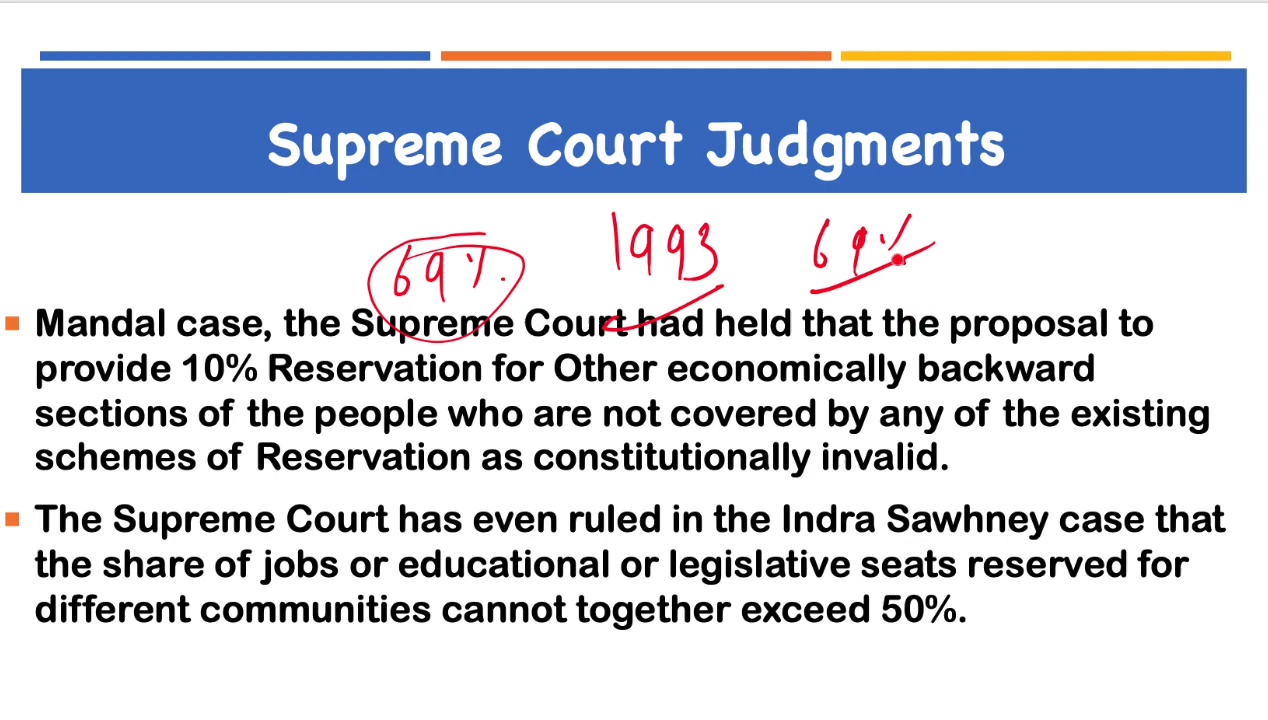 Supreme Court Judgments
69% 1993 69%
Mandal case, the Supreme Court had held that the proposal to
provide 10% Reservation for Other economically backward
sections of the people who are not covered by any of the existing
schemes of Reservation as constitutionally invalid.
The Supreme Court has even ruled in the Indra Sawhney case that
the share of jobs or educational or legislative seats reserved for
different communities cannot together exceed 50%.